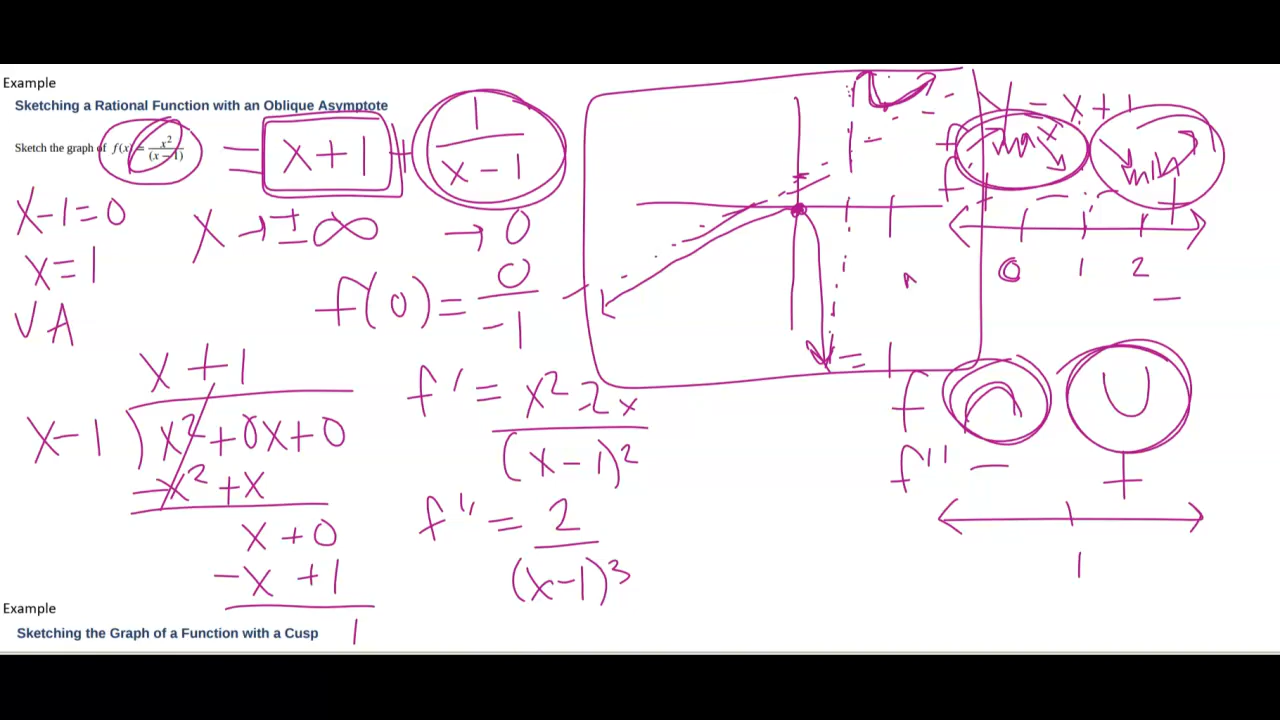 Example
Sketching a Rational Function with an Oblique Asymptote
Sketch the graph of f(x) = x²/(x − 1)
= x + 1 + 1/(x − 1)
x − 1 = 0
x = 1
VA
x → ± ∞ → 0
f(0) = 0/−1
x + 1
x − 1 ) x² + 0x + 0
− x² + x
x + 0
− x + 1
1
f' = (x² − 2x)/(x − 1)²
f'' = 2/(x − 1)³
= x + 1
x
= 1
f max min
f' + − − +
0 1 2
−
f ∩ ∪
f'' − +
1
Example
Sketching the Graph of a Function with a Cusp